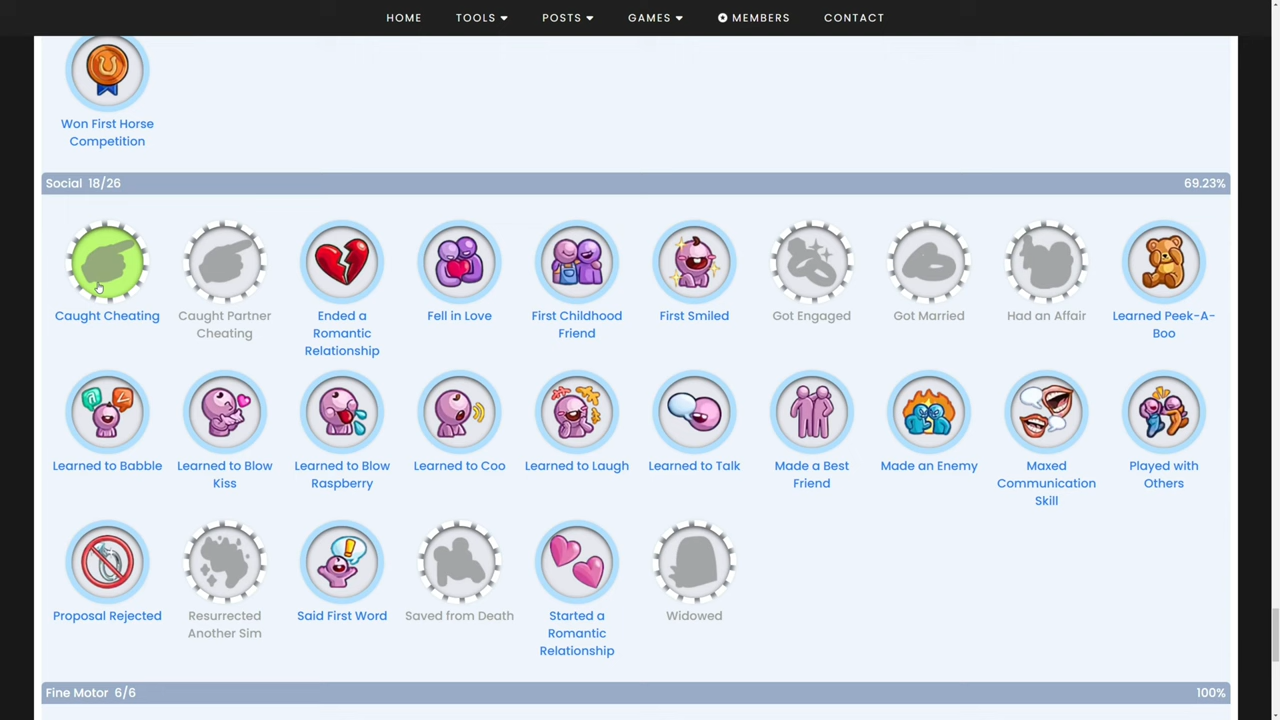 HOME TOOLS POSTS GAMES MEMBERS CONTACT
Won First Horse
Competition
Social 18/26 69.23%
Caught Cheating
Caught Partner
Cheating
Ended a
Romantic
Relationship
Fell in Love
First Childhood
Friend
First Smiled
Got Engaged
Got Married
Had an Affair
Learned Peek-A-
Boo
Learned to Babble
Learned to Blow
Kiss
Learned to Blow
Raspberry
Learned to Coo
Learned to Laugh
Learned to Talk
Made a Best
Friend
Made an Enemy
Maxed
Communication
Skill
Played with
Others
Proposal Rejected
Resurrected
Another Sim
Said First Word
Saved from Death
Started a
Romantic
Relationship
Widowed
Fine Motor 6/6 100%